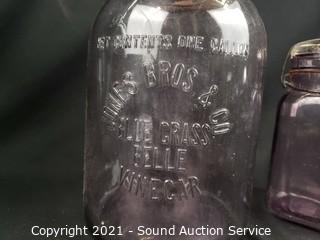 NET CONTENTS ONE GALLON
JONES BROS & CO
BLUE GRASS
BELLE
VINEGAR
Copyright 2021 - Sound Auction Service